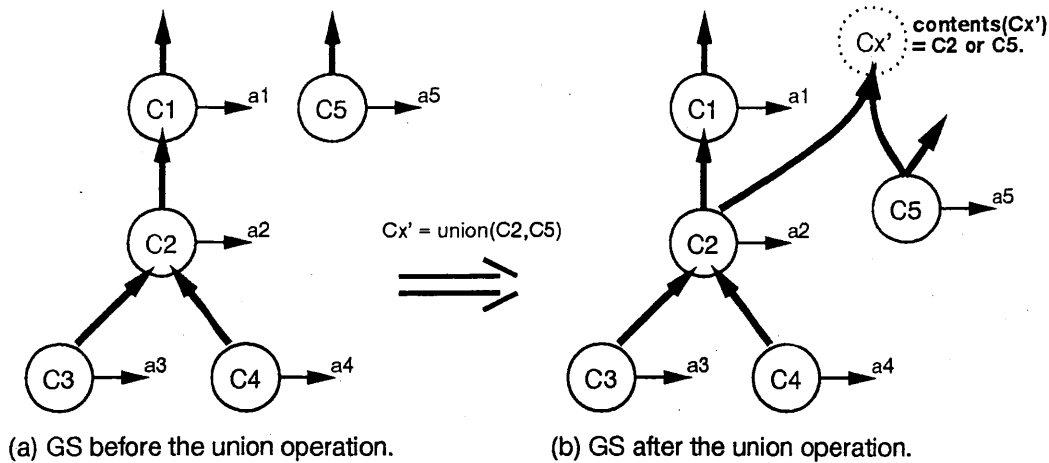 C1
a1
C5
a5
C2
a2
C3
a3
C4
a4
Cx' = union(C2,C5)
Cx'
contents(Cx')
= C2 or C5.
C1
a1
C5
a5
C2
a2
C3
a3
C4
a4
(a) GS before the union operation.
(b) GS after the union operation.